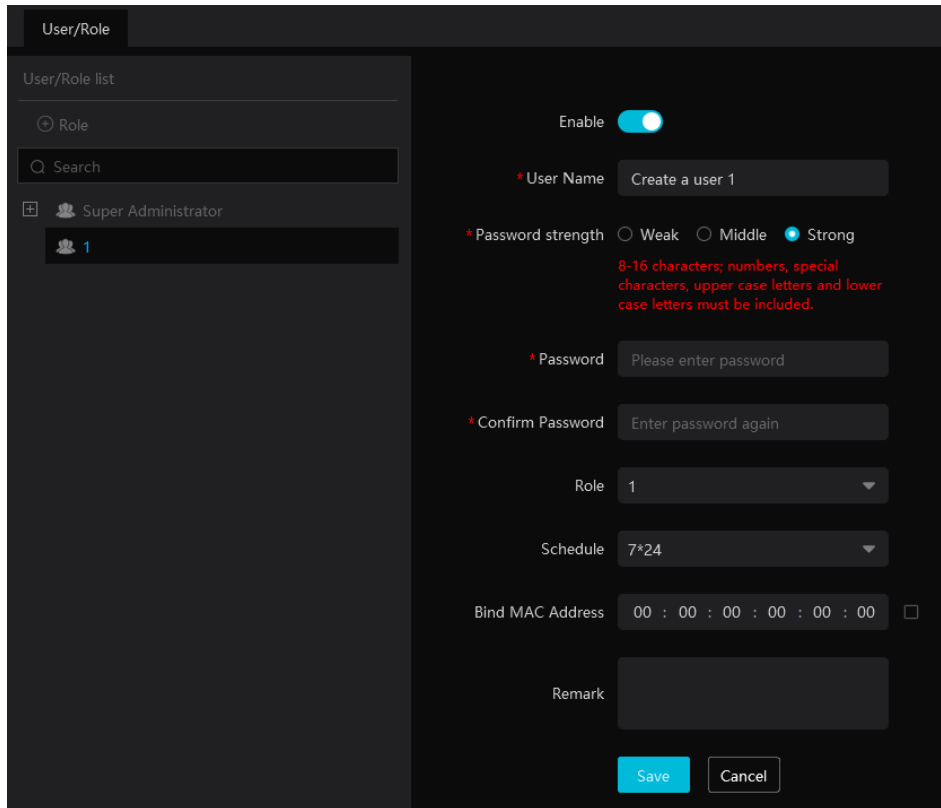 User/Role
User/Role list
Role
Search
Super Administrator
1
Enable
*User Name Create a user 1
*Password strength Weak Middle Strong
8-16 characters; numbers, special
characters, upper case letters and lower
case letters must be included.
*Password Please enter password
*Confirm Password Enter password again
Role 1
Schedule 7*24
Bind MAC Address 00 : 00 : 00 : 00 : 00 : 00
Remark
Save Cancel